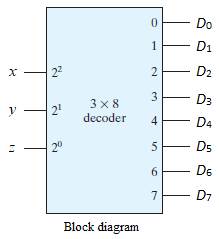 0 D0
1 D1
x 2² 2 D2
3 D3
y 2¹ 3 × 8
decoder 4 D4
z 2⁰ 5 D5
6 D6
7 D7
Block diagram